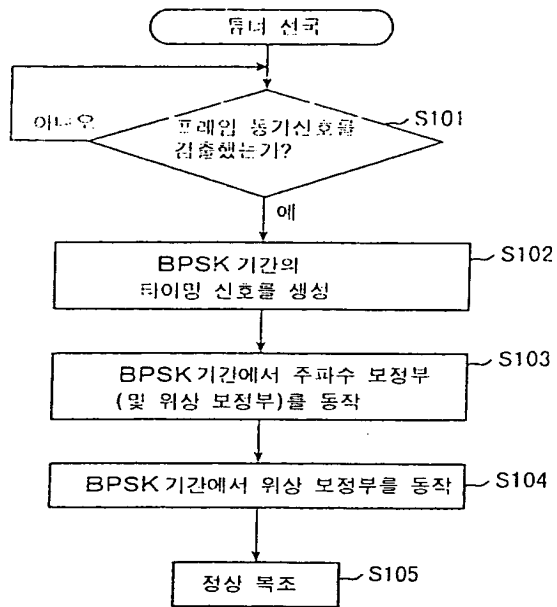 튜너 선국
아니오
프레임 동기신호를
검출했는가?
S101
예
BPSK 기간의
타이밍 신호를 생성
S102
BPSK 기간에서 주파수 보정부
(및 위상 보정부)를 동작
S103
BPSK 기간에서 위상 보정부를 동작
S104
정상 복조
S105